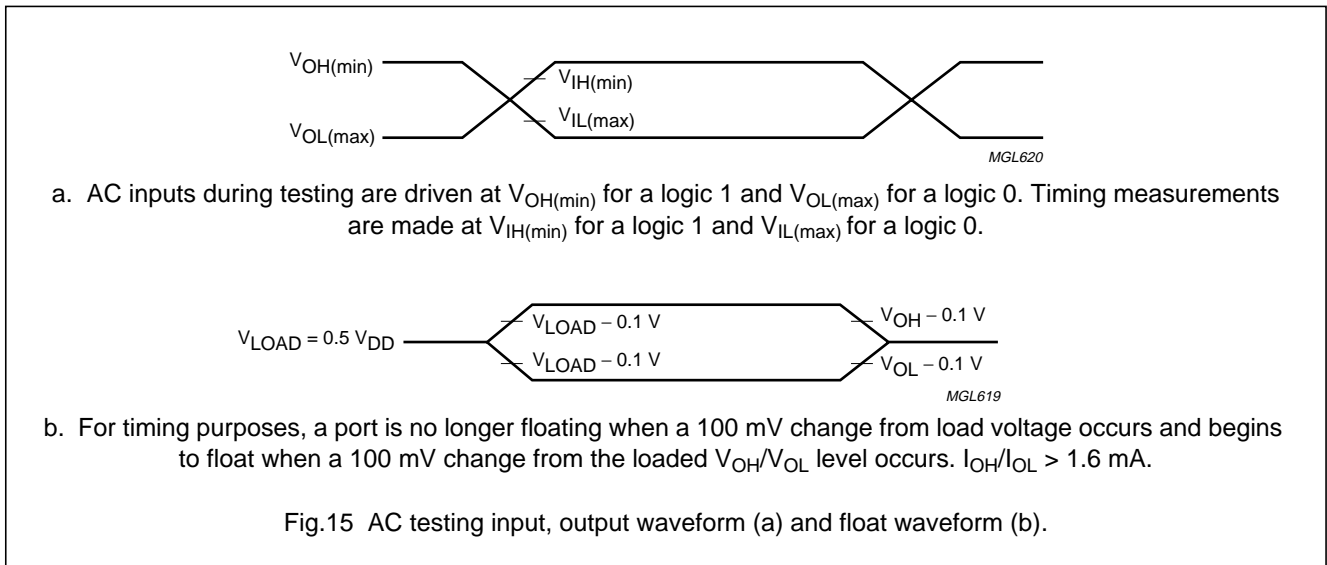 VOH(min)
VIH(min)
VIL(max)
VOL(max)
MGL620
a. AC inputs during testing are driven at VOH(min) for a logic 1 and VOL(max) for a logic 0. Timing measurements
are made at VIH(min) for a logic 1 and VIL(max) for a logic 0.
VLOAD − 0.1 V
VOH − 0.1 V
VLOAD = 0.5 VDD
VLOAD − 0.1 V
VOL − 0.1 V
MGL619
b. For timing purposes, a port is no longer floating when a 100 mV change from load voltage occurs and begins
to float when a 100 mV change from the loaded VOH/VOL level occurs. IOH/IOL > 1.6 mA.
Fig.15 AC testing input, output waveform (a) and float waveform (b).